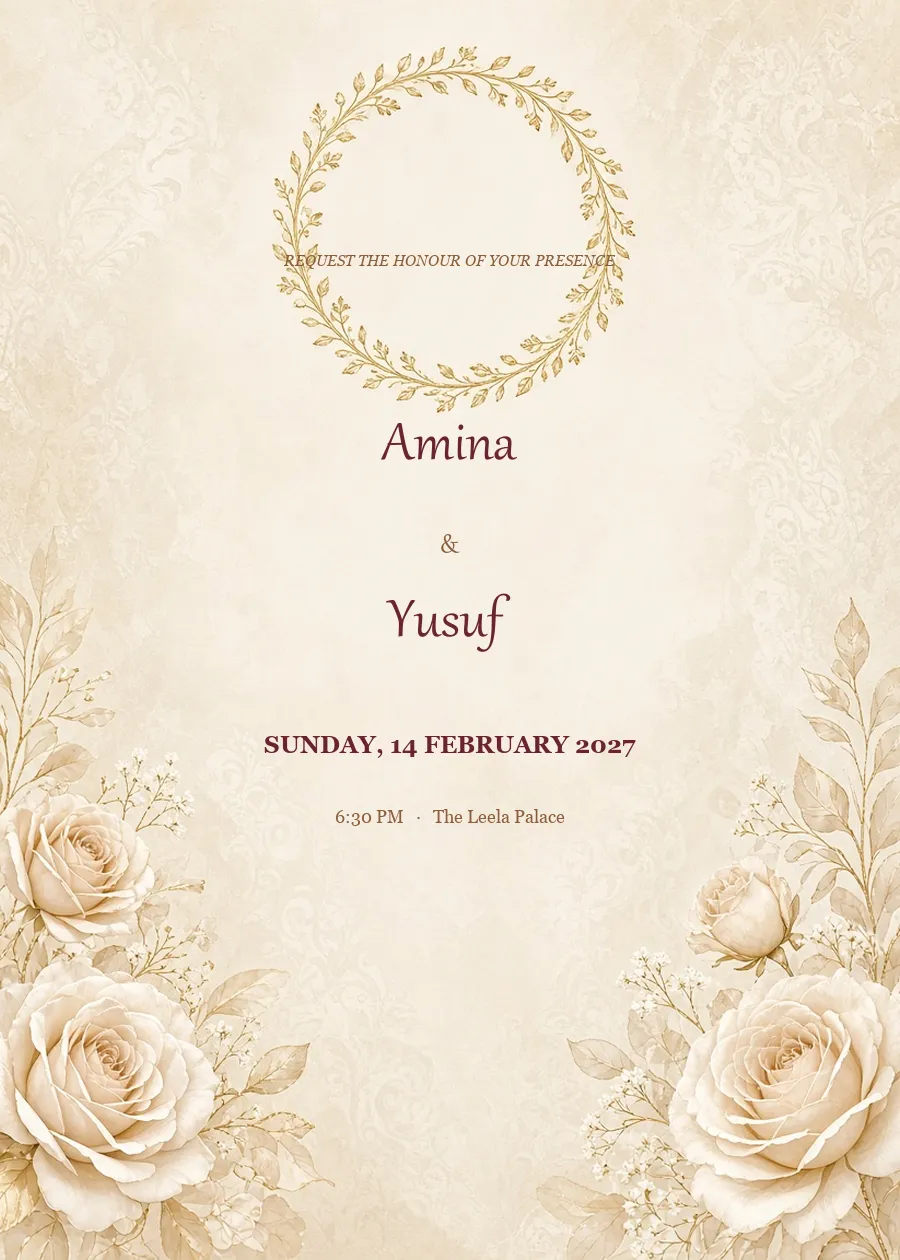 REQUEST THE HONOUR OF YOUR PRESENCE
Amina
&
Yusuf
SUNDAY, 14 FEBRUARY 2027
6:30 PM · The Leela Palace